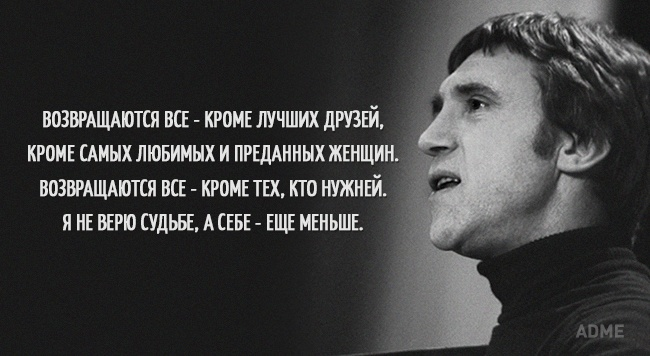 ВОЗВРАЩАЮТСЯ ВСЕ - КРОМЕ ЛУЧШИХ ДРУЗЕЙ,
КРОМЕ САМЫХ ЛЮБИМЫХ И ПРЕДАННЫХ ЖЕНЩИН.
ВОЗВРАЩАЮТСЯ ВСЕ - КРОМЕ ТЕХ, КТО НУЖНЕЙ.
Я НЕ ВЕРЮ СУДЬБЕ, А СЕБЕ - ЕЩЕ МЕНЬШЕ.
ADME